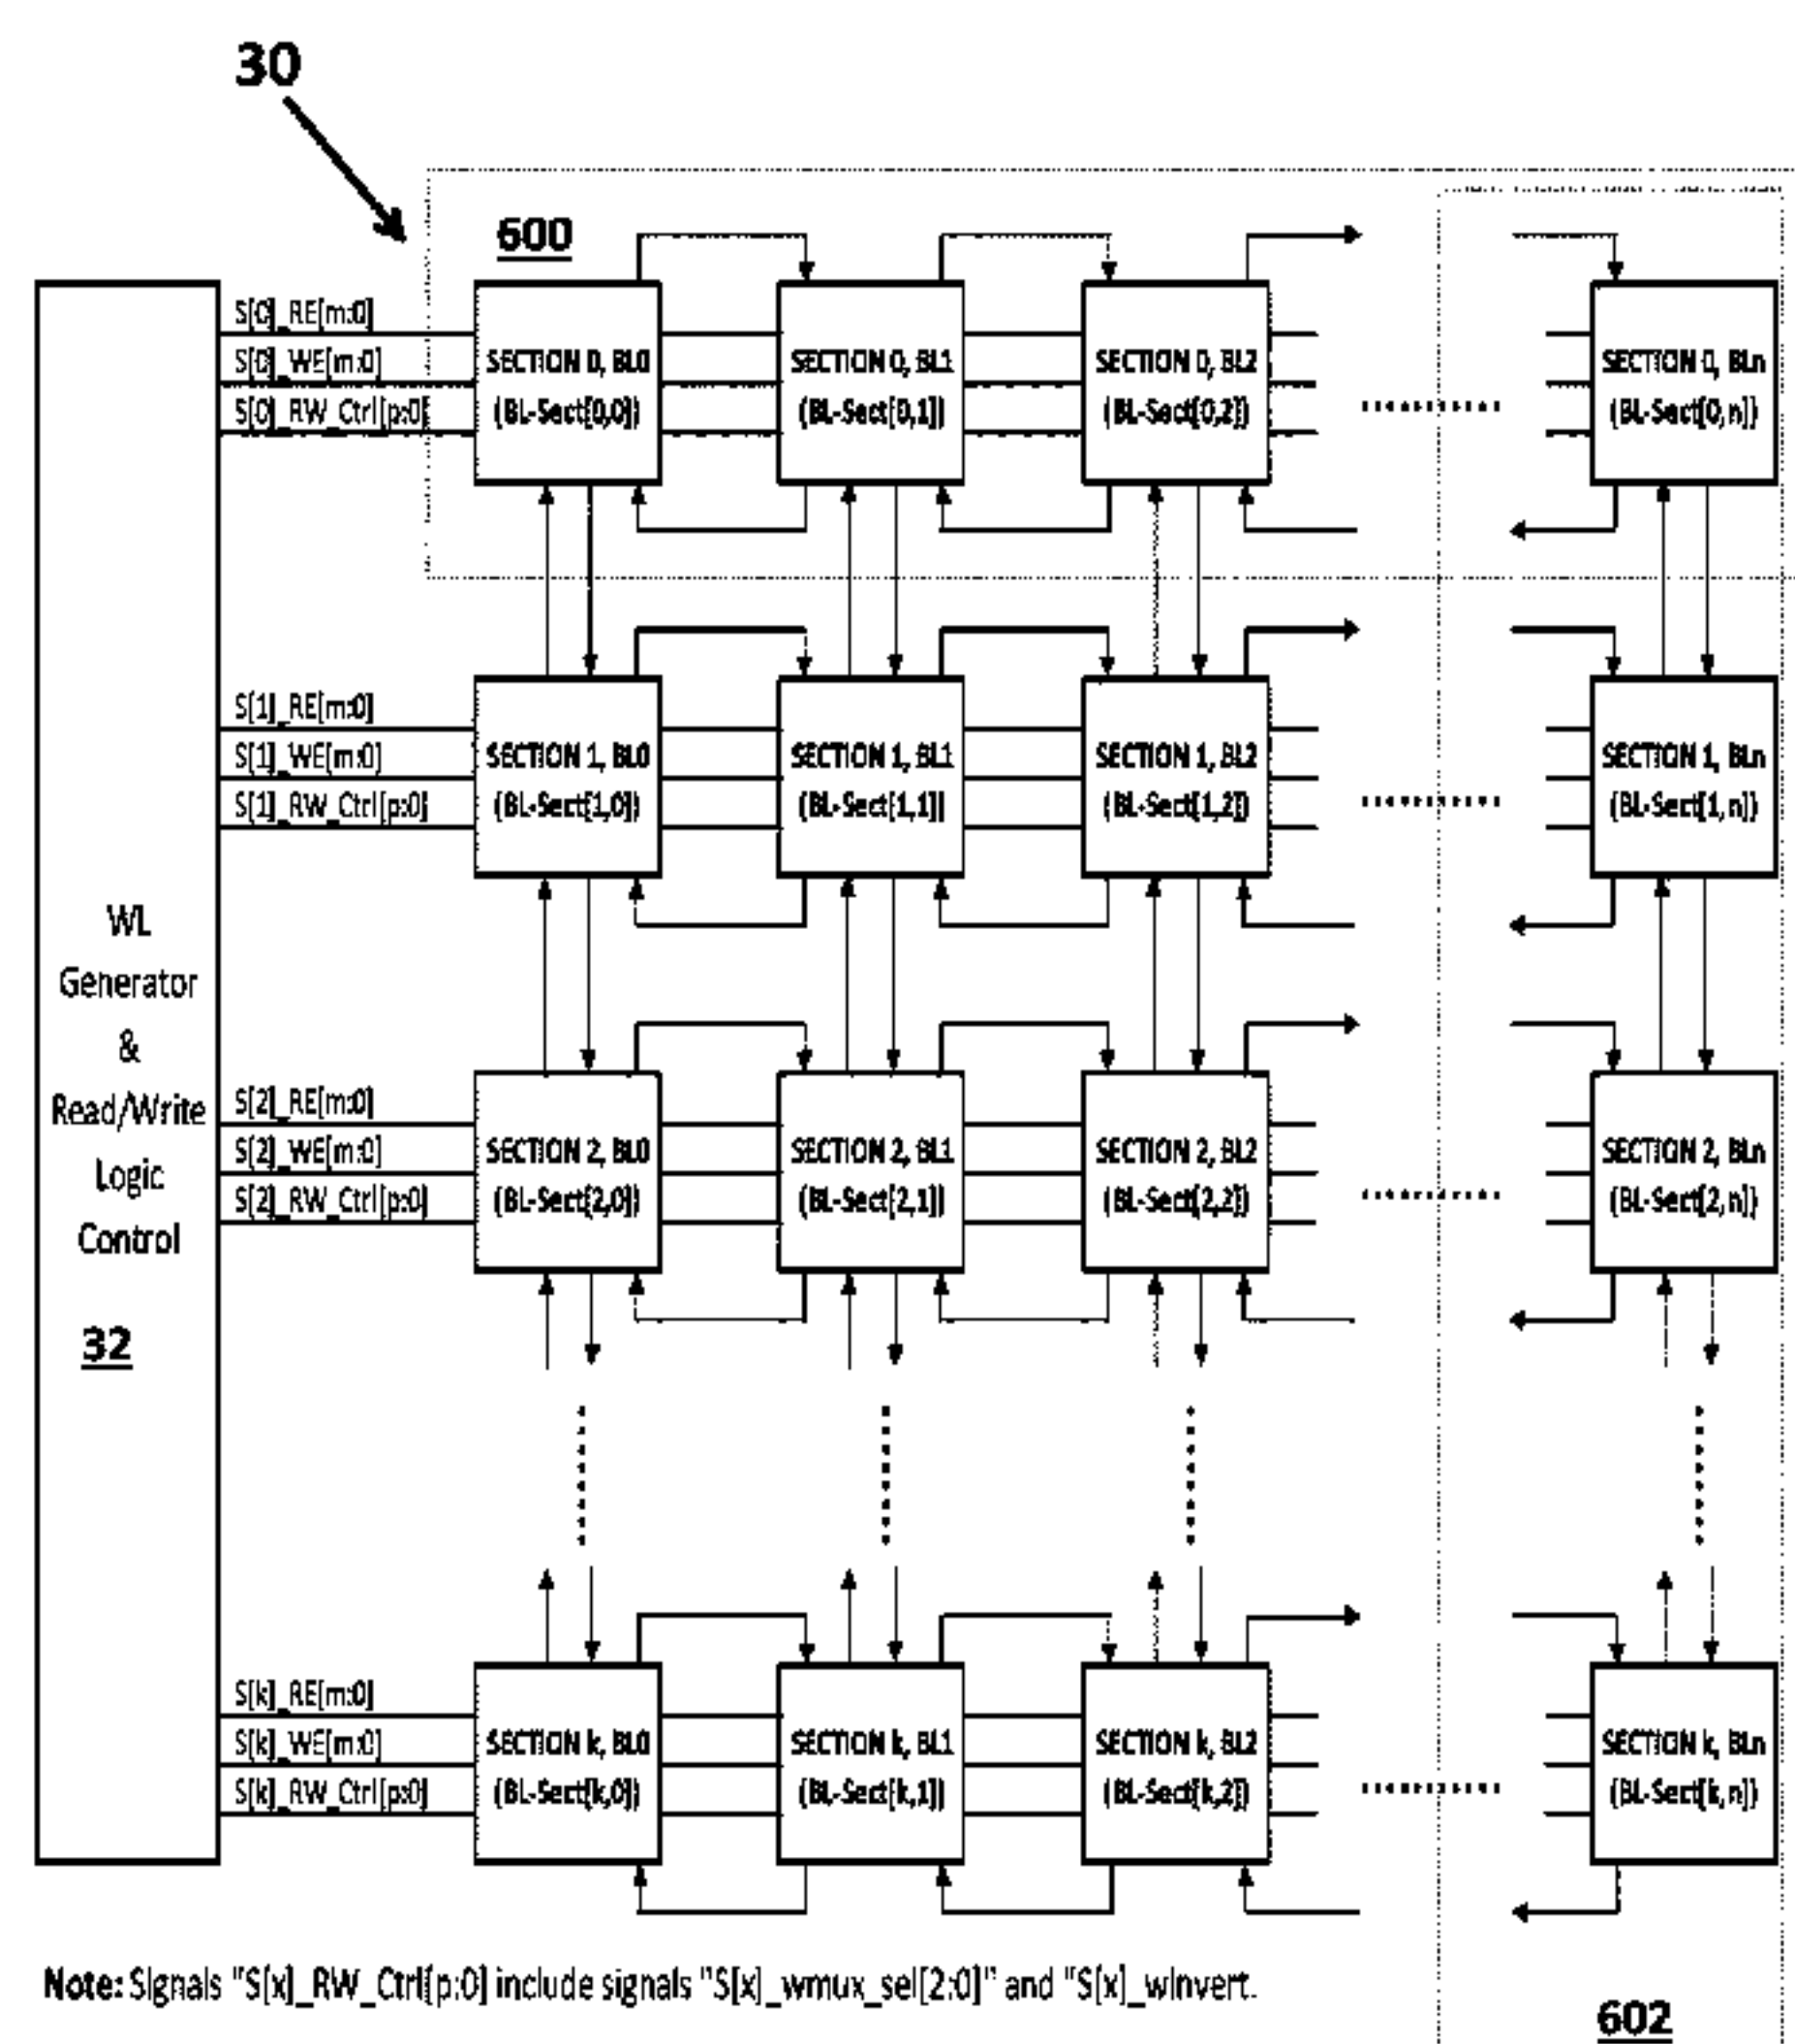 30
600
S[0]_RE[m:0]
S[0]_WE[m:0]
S[0]_RW_Ctrl[p:0]
SECTION 0, BL0
(BL-Sect[0,0])
SECTION 0, BL1
(BL-Sect[0,1])
SECTION 0, BL2
(BL-Sect[0,2])
SECTION 0, BLn
(BL-Sect[0,n])
S[1]_RE[m:0]
S[1]_WE[m:0]
S[1]_RW_Ctrl[p:0]
SECTION 1, BL0
(BL-Sect[1,0])
SECTION 1, BL1
(BL-Sect[1,1])
SECTION 1, BL2
(BL-Sect[1,2])
SECTION 1, BLn
(BL-Sect[1,n])
WL
Generator
&
Read/Write
Logic
Control
32
S[2]_RE[m:0]
S[2]_WE[m:0]
S[2]_RW_Ctrl[p:0]
SECTION 2, BL0
(BL-Sect[2,0])
SECTION 2, BL1
(BL-Sect[2,1])
SECTION 2, BL2
(BL-Sect[2,2])
SECTION 2, BLn
(BL-Sect[2,n])
S[k]_RE[m:0]
S[k]_WE[m:0]
S[k]_RW_Ctrl[p:0]
SECTION k, BL0
(BL-Sect[k,0])
SECTION k, BL1
(BL-Sect[k,1])
SECTION k, BL2
(BL-Sect[k,2])
SECTION k, BLn
(BL-Sect[k,n])
Note: Signals "S[x]_RW_Ctrl[p:0] include signals "S[x]_wmux_sel[2:0]" and "S[x]_winvert.
602